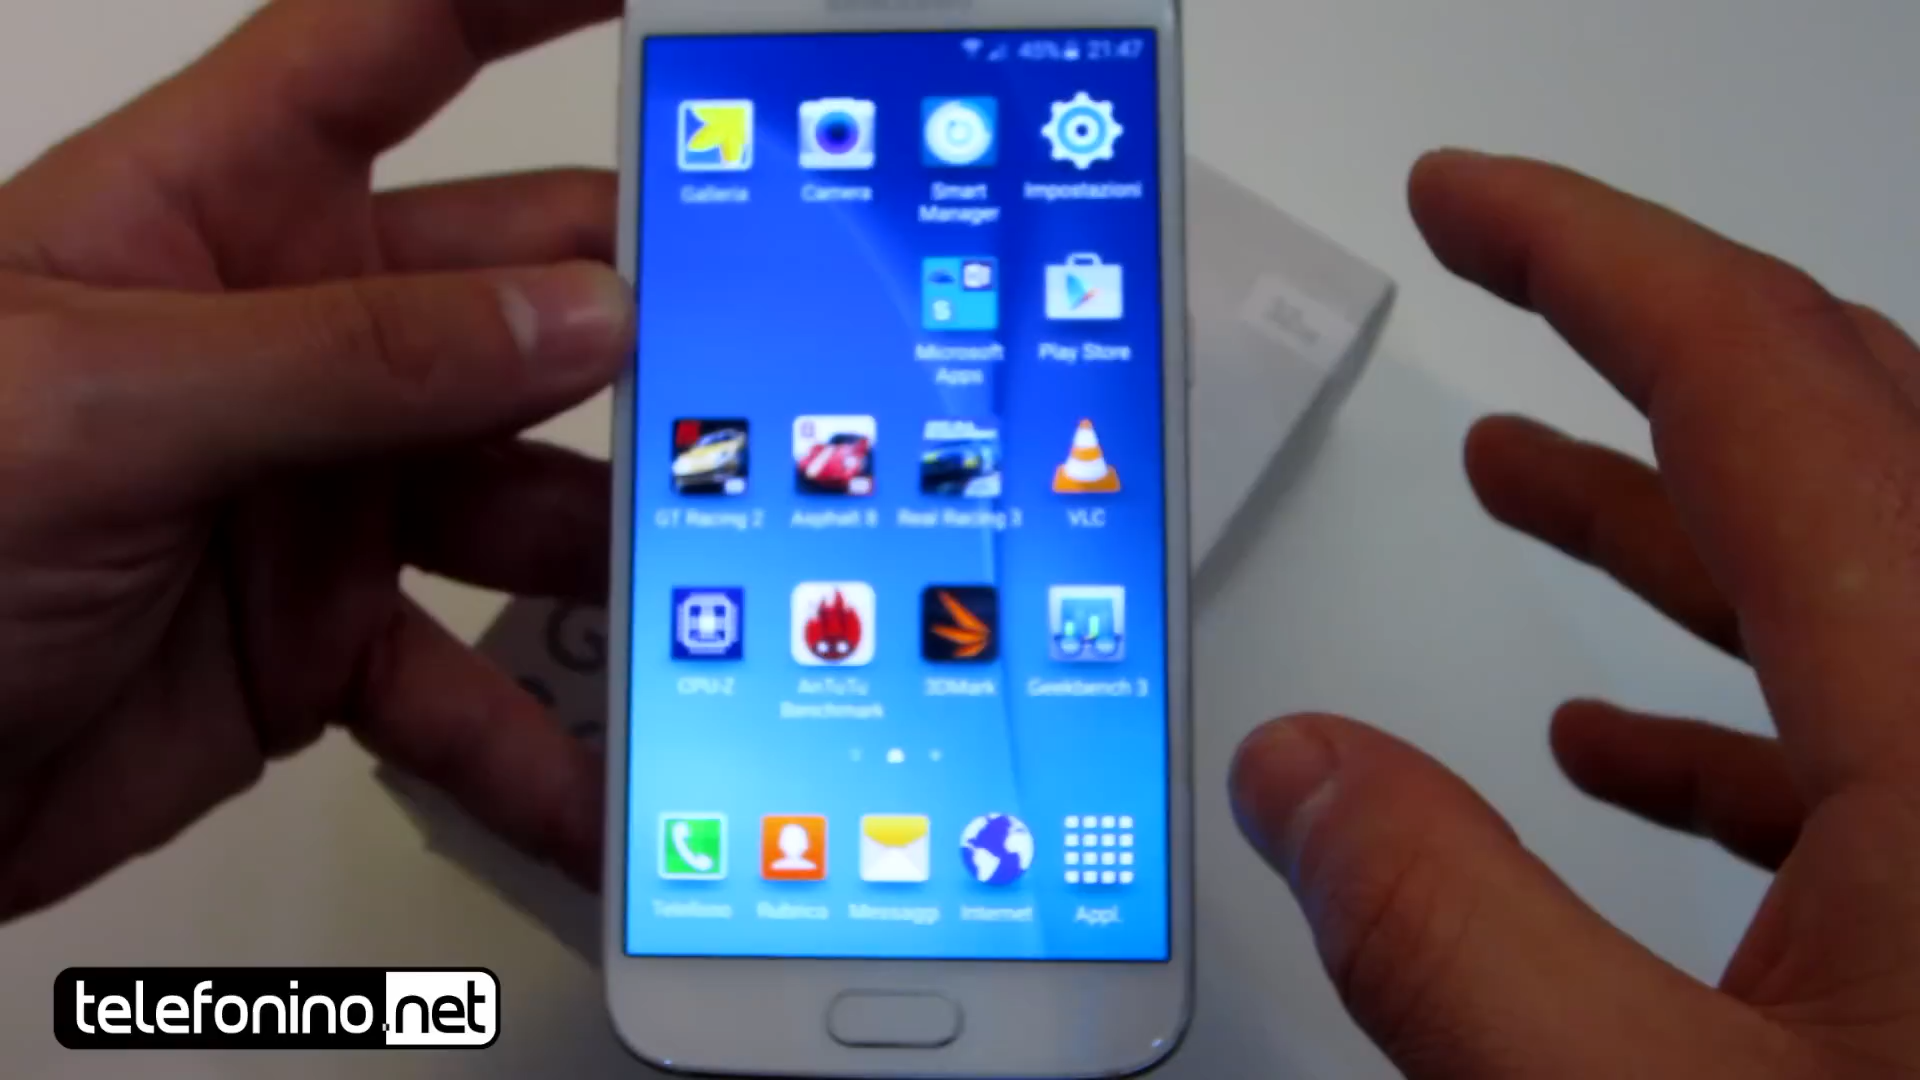 45% 21:47
Galleria Camera Smart Manager Impostazioni
Microsoft Apps Play Store
GT Racing 2 Asphalt 8 Real Racing 3 VLC
CPU-Z AnTuTu Benchmark 3DMark Geekbench 3
Telefono Rubrica Messaggi Internet Appl.
telefonino.net